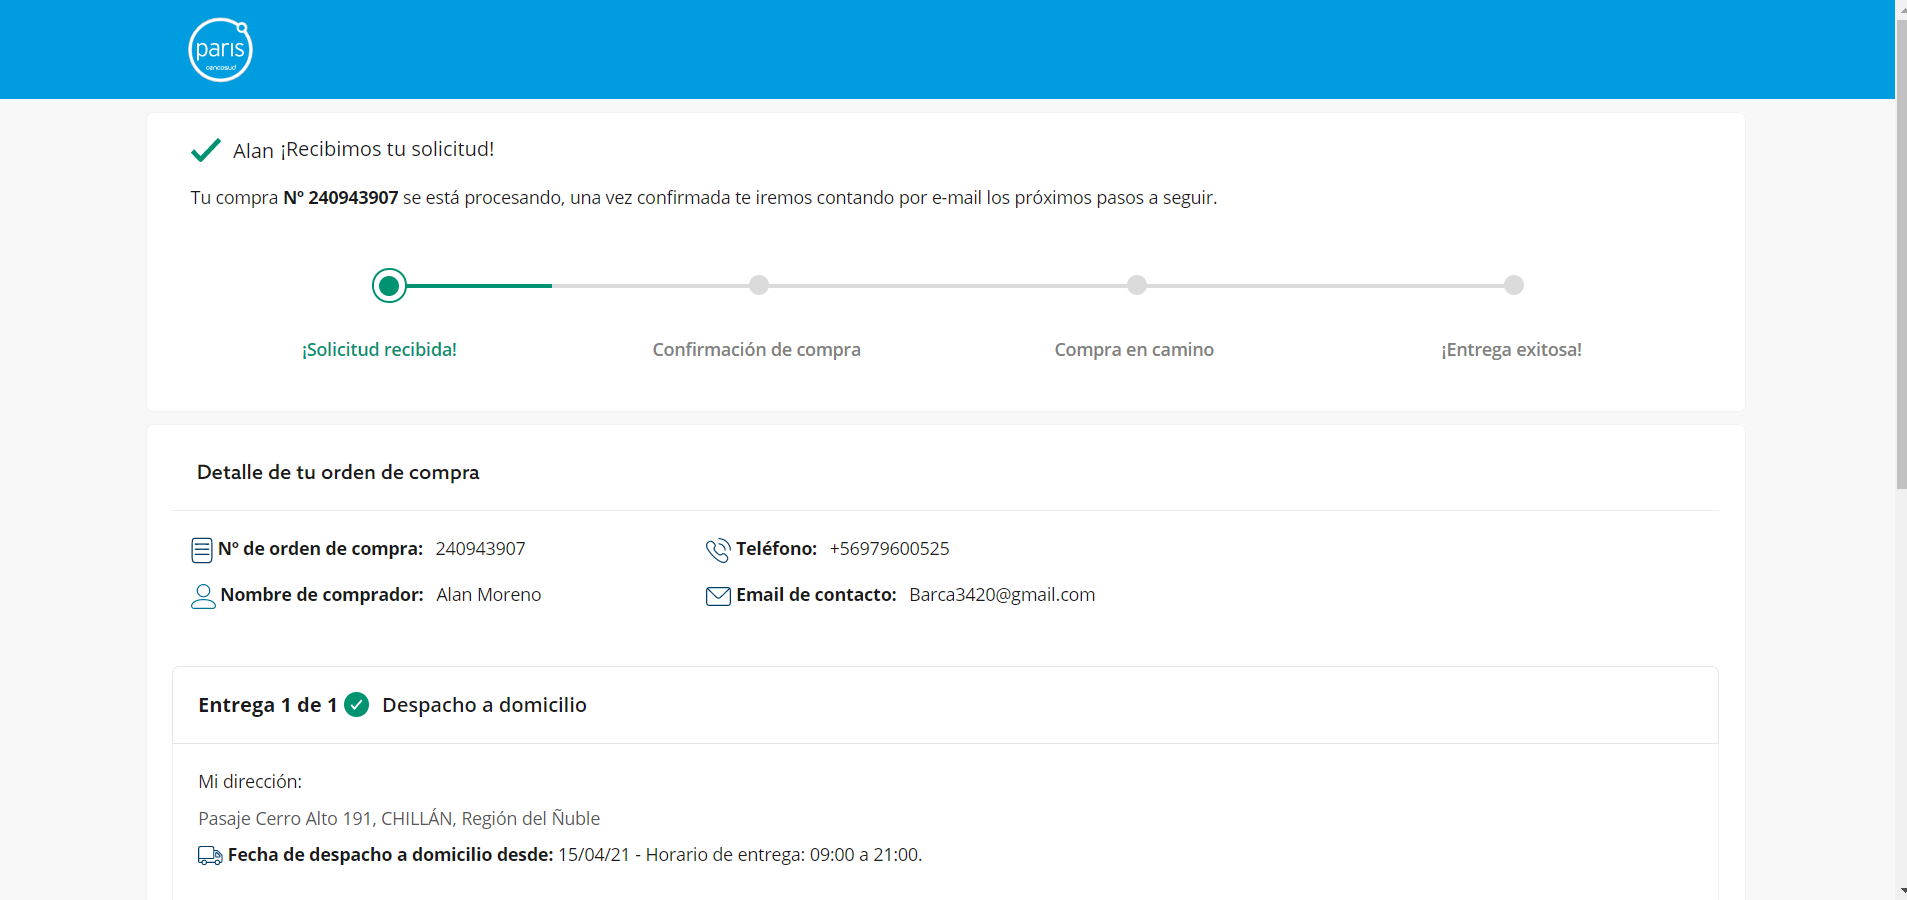 paris
cencosud
Alan ¡Recibimos tu solicitud!
Tu compra Nº 240943907 se está procesando, una vez confirmada te iremos contando por e-mail los próximos pasos a seguir.
¡Solicitud recibida! Confirmación de compra Compra en camino ¡Entrega exitosa!
Detalle de tu orden de compra
Nº de orden de compra: 240943907 Teléfono: +56979600525
Nombre de comprador: Alan Moreno Email de contacto: Barca3420@gmail.com
Entrega 1 de 1 Despacho a domicilio
Mi dirección:
Pasaje Cerro Alto 191, CHILLÁN, Región del Ñuble
Fecha de despacho a domicilio desde: 15/04/21 - Horario de entrega: 09:00 a 21:00.